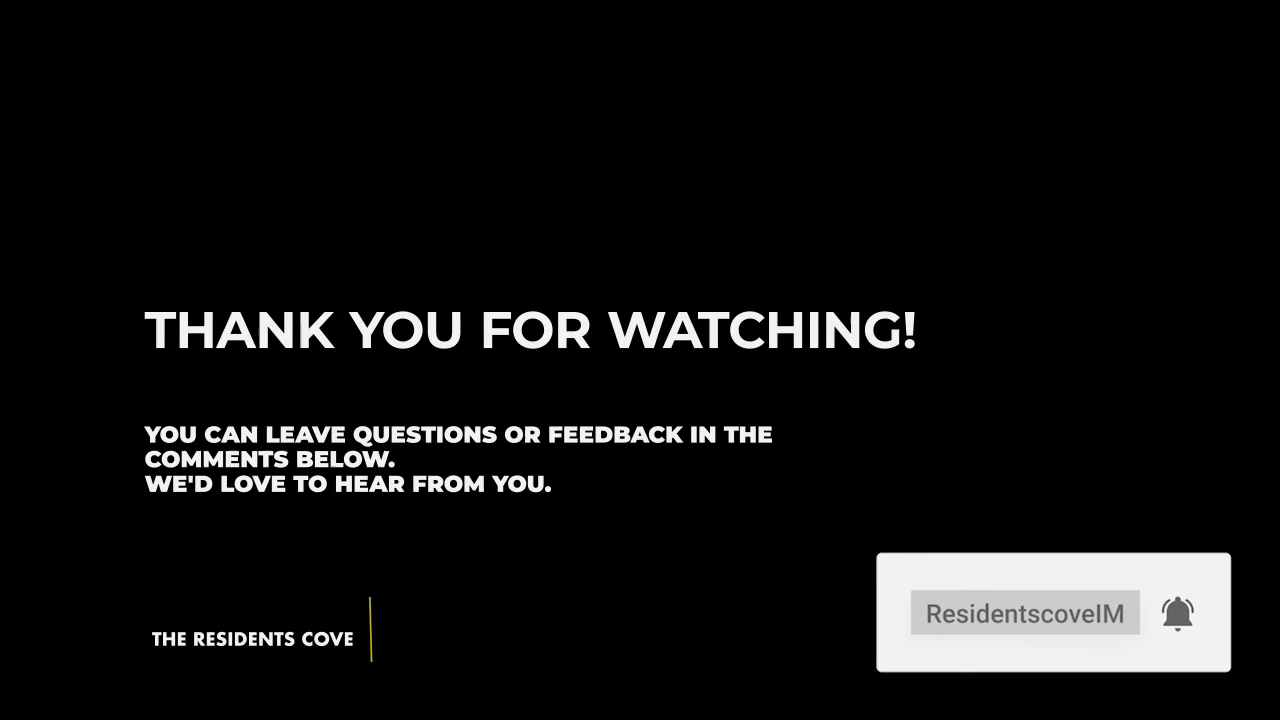 THANK YOU FOR WATCHING!
YOU CAN LEAVE QUESTIONS OR FEEDBACK IN THE
COMMENTS BELOW.
WE'D LOVE TO HEAR FROM YOU.
THE RESIDENTS COVE
ResidentscoveIM